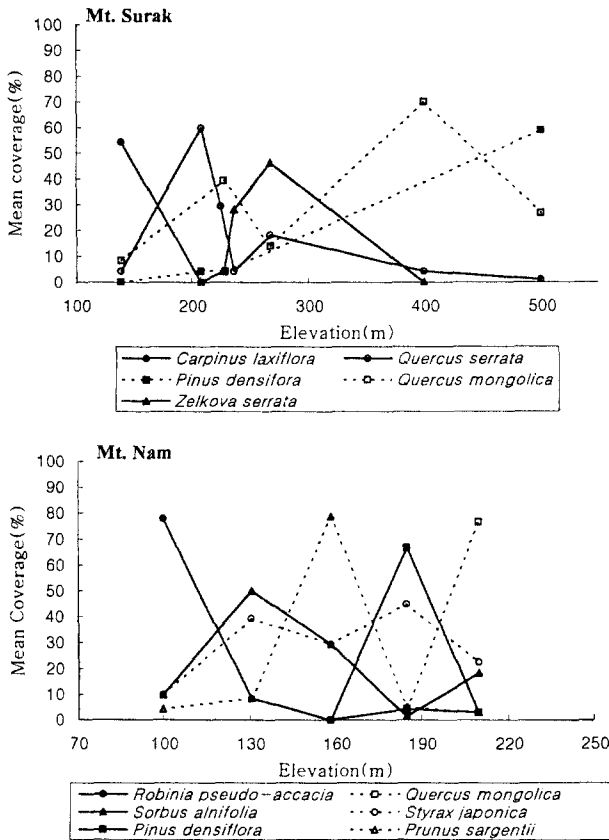 Mt. Surak
Mean coverage(%)
100
90
80
70
60
50
40
30
20
10
0
100 200 300 400 500
Elevation(m)
Carpinus laxiflora Quercus serrata
Pinus densifora Quercus mongolica
Zelkova serrata
Mt. Nam
Mean Coverage(%)
100
90
80
70
60
50
40
30
20
10
0
70 100 130 160 190 220 250
Elevation(m)
Robinia pseudo-accacia Quercus mongolica
Sorbus alnifolia Styrax japonica
Pinus densiflora Prunus sargentii